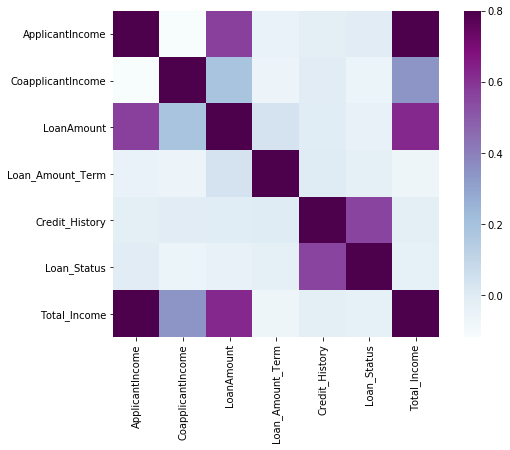 ApplicantIncome
CoapplicantIncome
LoanAmount
Loan_Amount_Term
Credit_History
Loan_Status
Total_Income
ApplicantIncome
CoapplicantIncome
LoanAmount
Loan_Amount_Term
Credit_History
Loan_Status
Total_Income
0.8
0.6
0.4
0.2
0.0